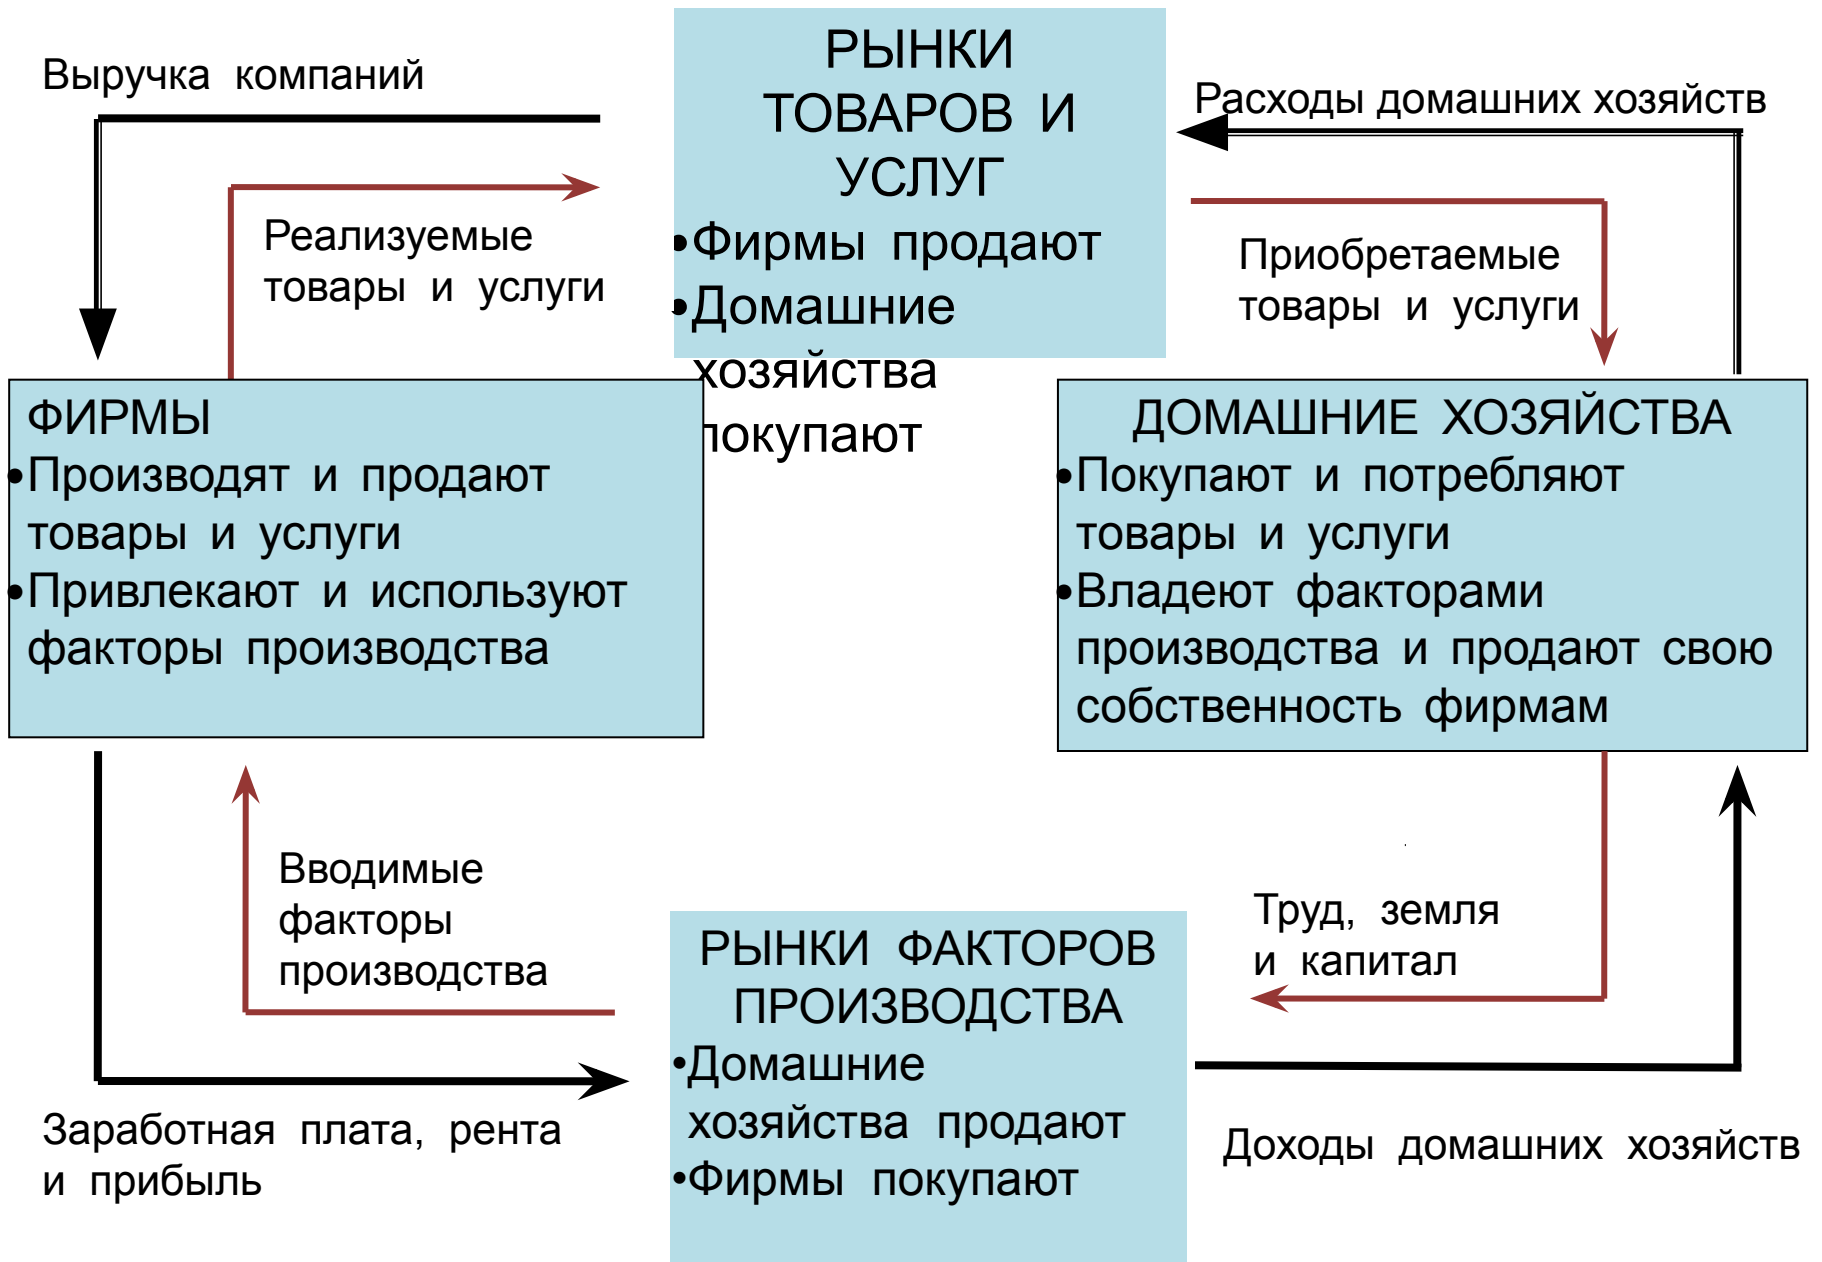 Выручка компаний
РЫНКИ
ТОВАРОВ И
УСЛУГ
•Фирмы продают
•Домашние
хозяйства
покупают
Расходы домашних хозяйств
Реализуемые
товары и услуги
Приобретаемые
товары и услуги
ФИРМЫ
•Производят и продают
товары и услуги
•Привлекают и используют
факторы производства
ДОМАШНИЕ ХОЗЯЙСТВА
•Покупают и потребляют
товары и услуги
•Владеют факторами
производства и продают свою
собственность фирмам
Вводимые
факторы
производства
Труд, земля
и капитал
РЫНКИ ФАКТОРОВ
ПРОИЗВОДСТВА
•Домашние
хозяйства продают
•Фирмы покупают
Заработная плата, рента
и прибыль
Доходы домашних хозяйств